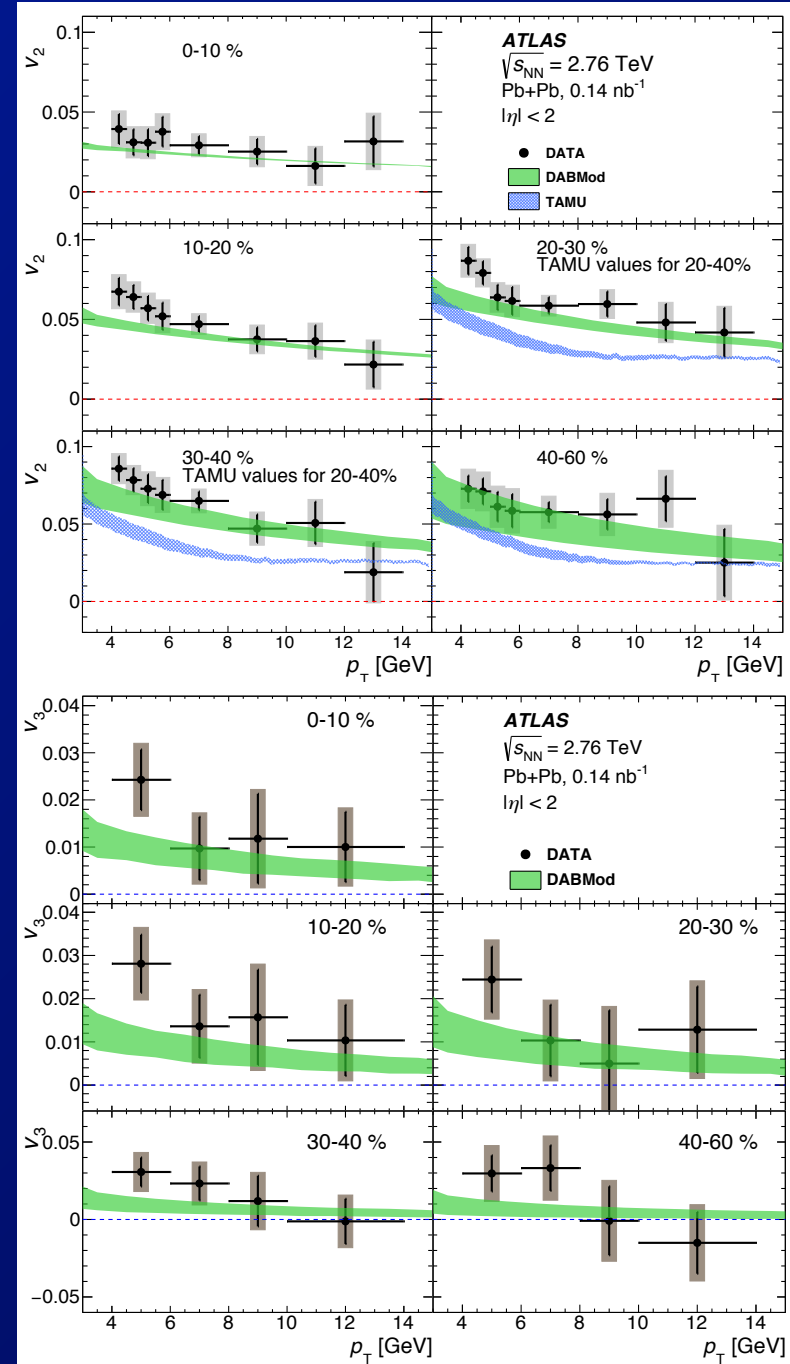 v₂
0.1
0.05
0
0-10 %
ATLAS
√sNN = 2.76 TeV
Pb+Pb, 0.14 nb⁻¹
|η| < 2
DATA
DABMod
TAMU
v₂
0.1
0.05
0
10-20 %
20-30 %
TAMU values for 20-40%
v₂
0.1
0.05
0
30-40 %
TAMU values for 20-40%
40-60 %
4 6 8 10 12 14
4 6 8 10 12 14
pT [GeV]
pT [GeV]
v₃
0.04
0.03
0.02
0.01
0
0-10 %
ATLAS
√sNN = 2.76 TeV
Pb+Pb, 0.14 nb⁻¹
|η| < 2
DATA
DABMod
v₃
0.04
0.03
0.02
0.01
0
10-20 %
20-30 %
v₃
0.05
0
−0.05
30-40 %
40-60 %
4 6 8 10 12 14
4 6 8 10 12 14
pT [GeV]
pT [GeV]